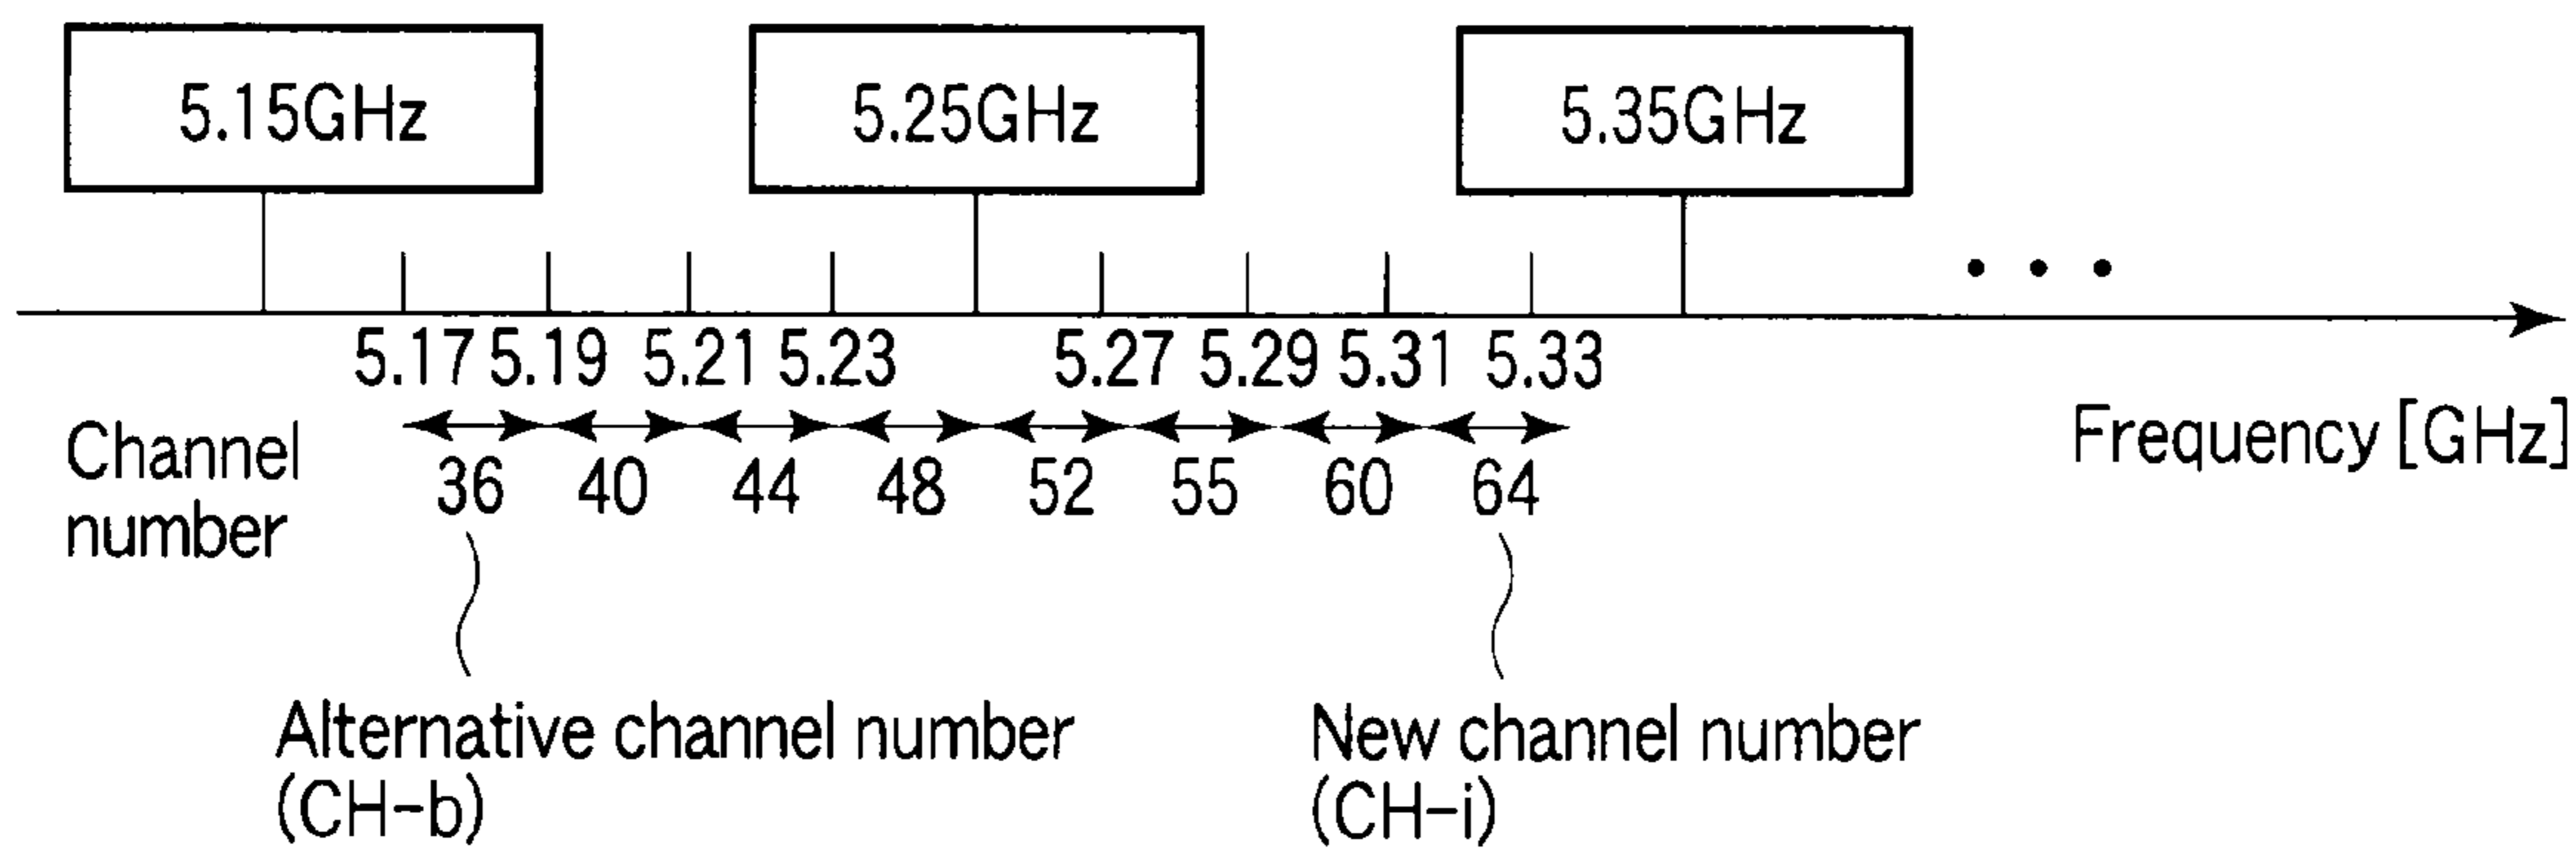 5.15GHz 5.25GHz 5.35GHz
5.17 5.19 5.21 5.23 5.27 5.29 5.31 5.33
Channel
number
36 40 44 48 52 55 60 64
Frequency [GHz]
Alternative channel number
(CH-b)
New channel number
(CH-i)